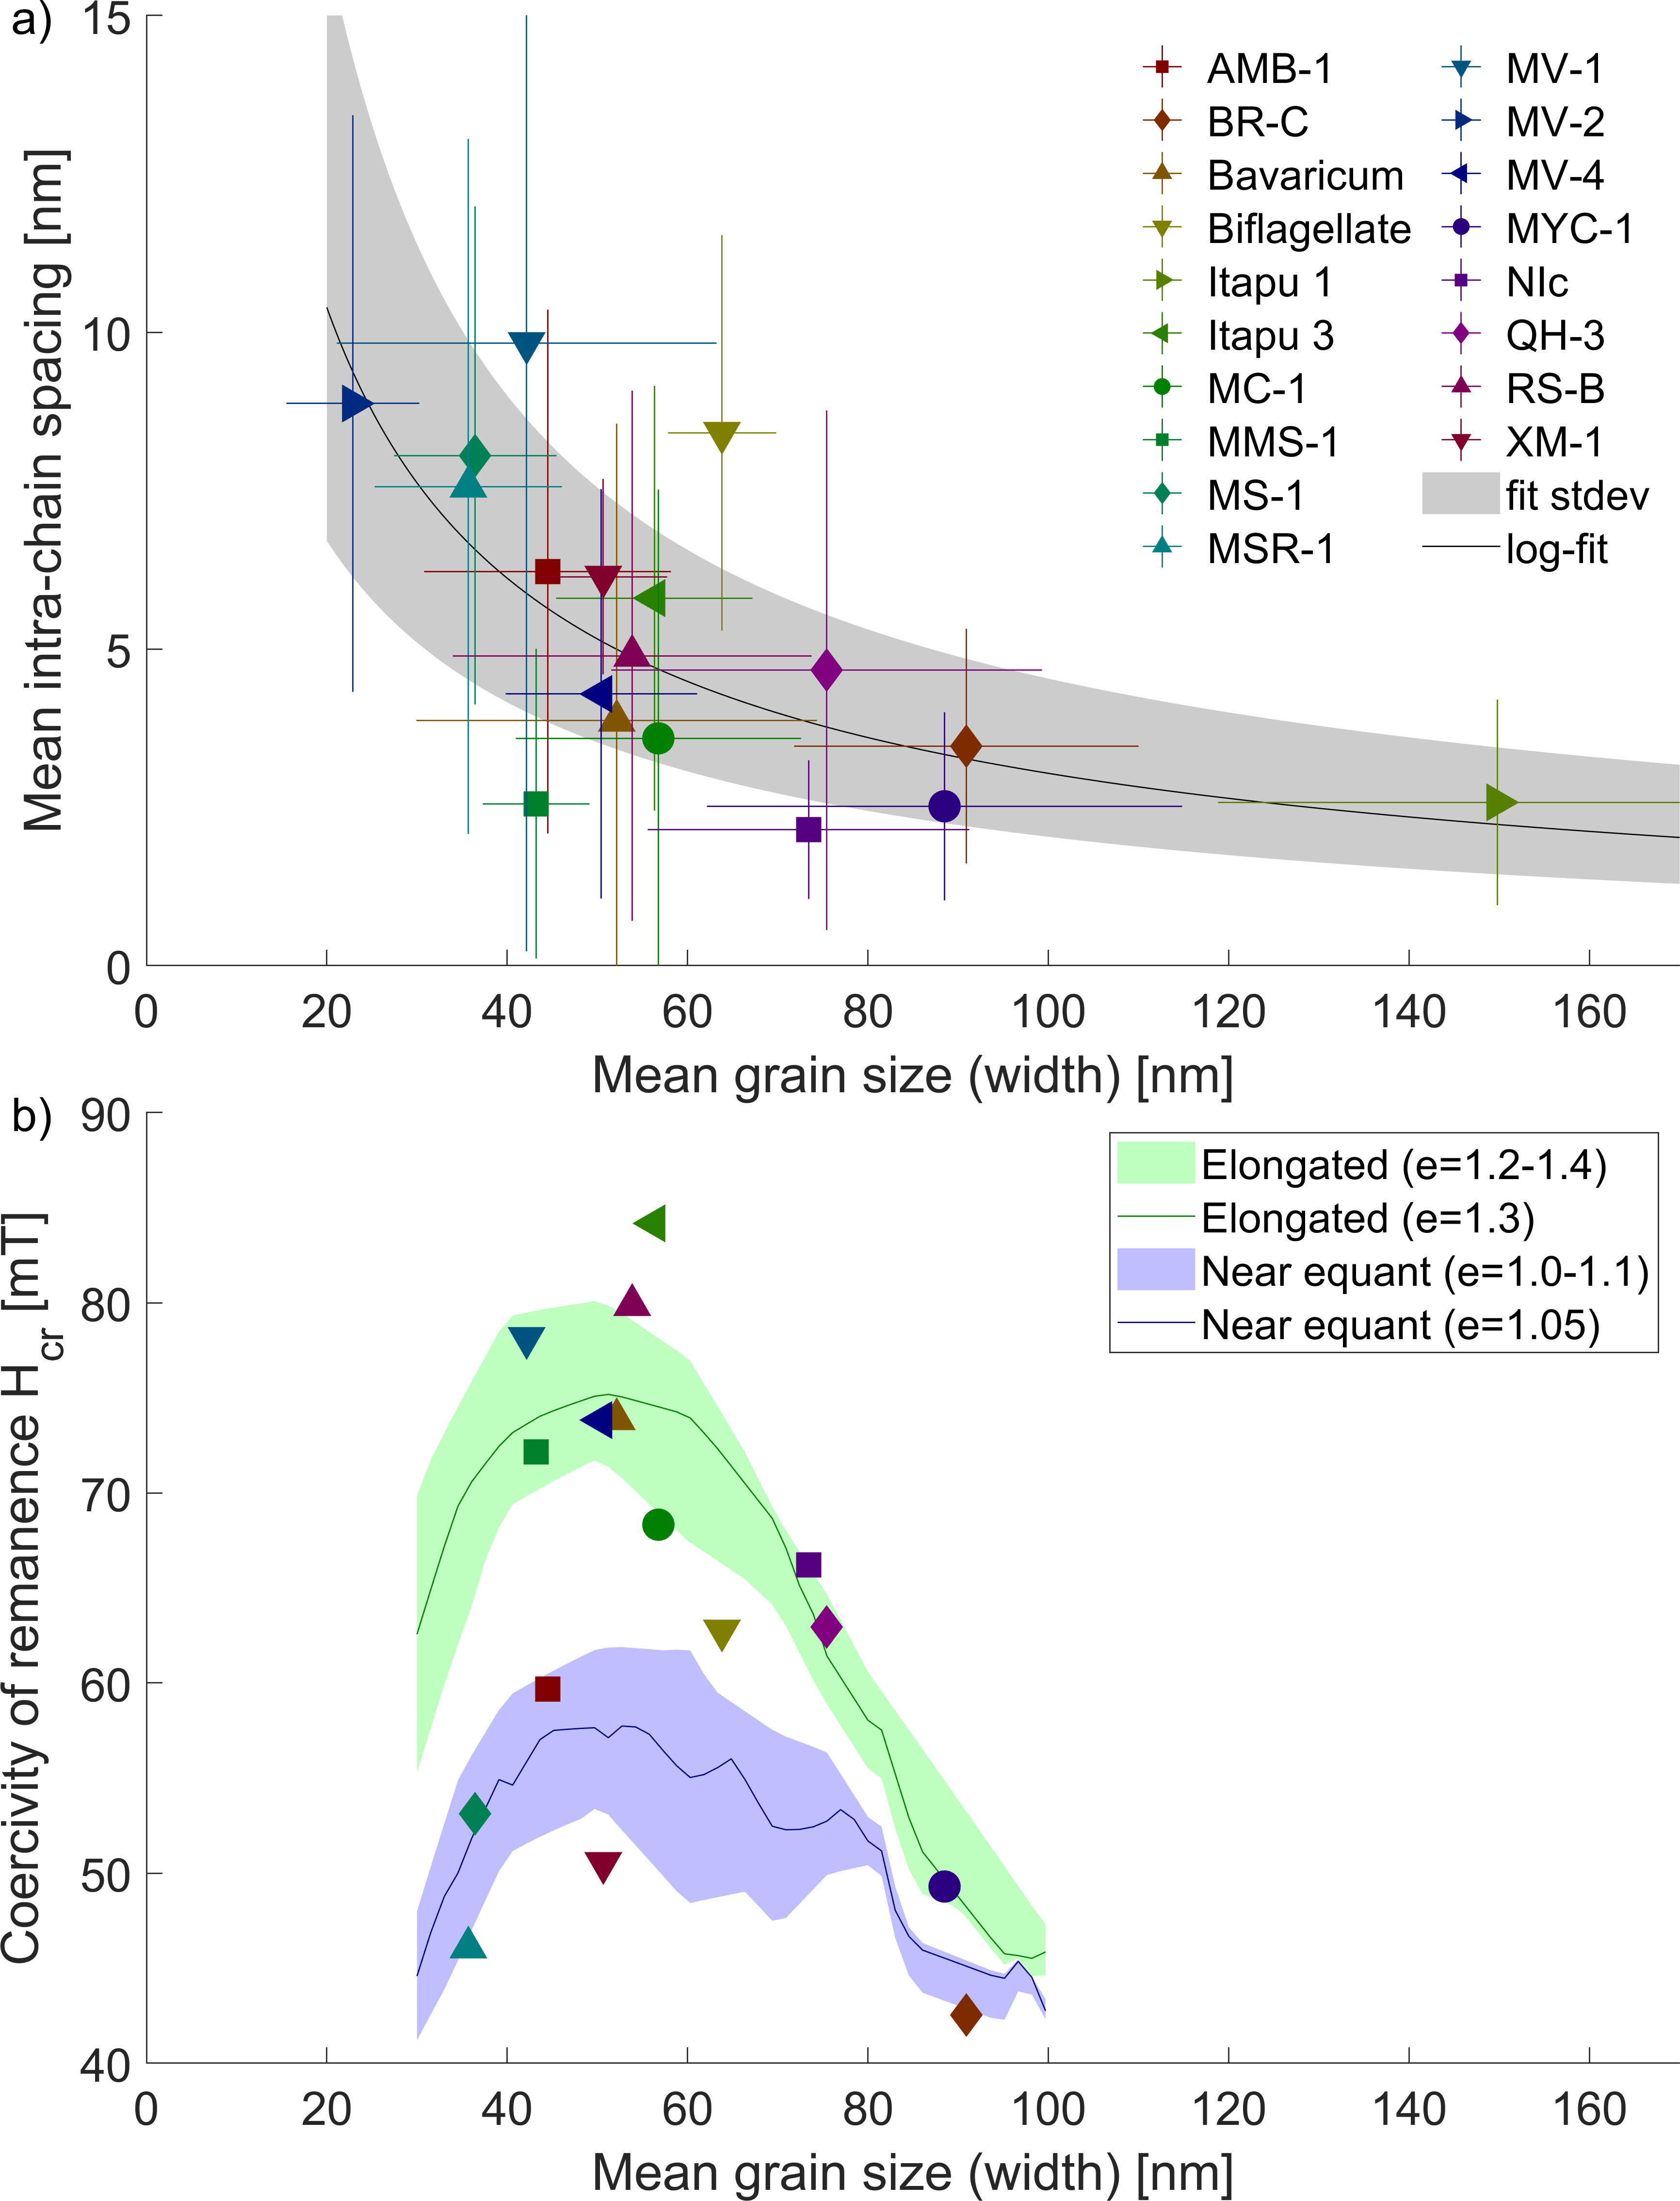 a)
15
10
5
0
Mean intra-chain spacing [nm]
AMB-1
BR-C
Bavaricum
Biflagellate
Itapu 1
Itapu 3
MC-1
MMS-1
MS-1
MSR-1
MV-1
MV-2
MV-4
MYC-1
NIc
QH-3
RS-B
XM-1
fit stdev
log-fit
0 20 40 60 80 100 120 140 160
Mean grain size (width) [nm]
b)
90
80
70
60
50
40
Coercivity of remanence H_cr [mT]
Elongated (e=1.2-1.4)
Elongated (e=1.3)
Near equant (e=1.0-1.1)
Near equant (e=1.05)
0 20 40 60 80 100 120 140 160
Mean grain size (width) [nm]